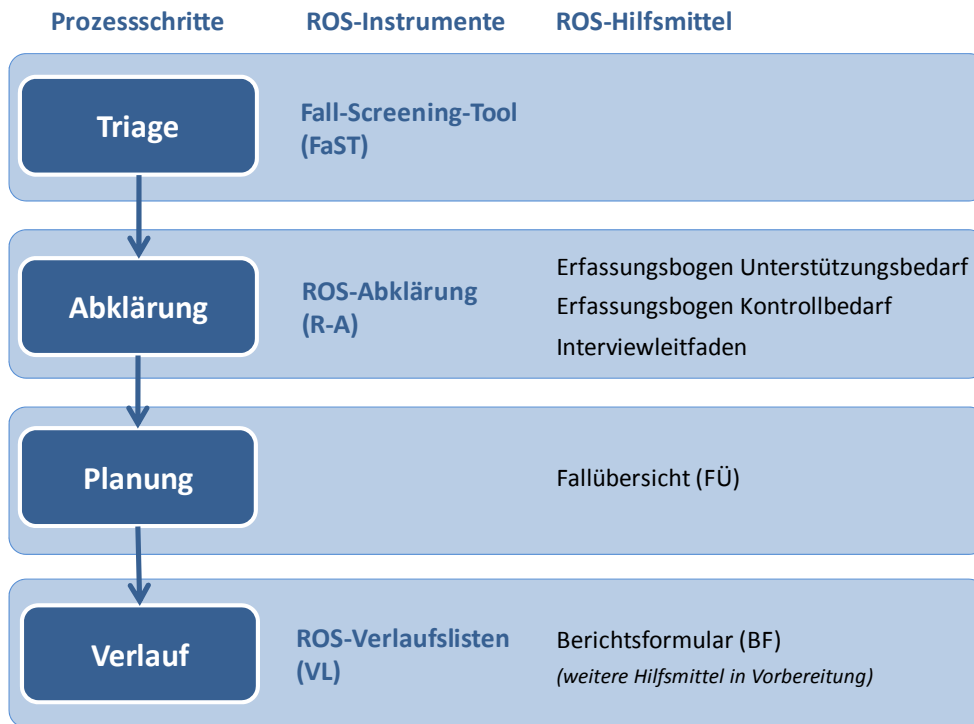 Prozessschritte ROS-Instrumente ROS-Hilfsmittel
Triage
Fall-Screening-Tool
(FaST)
Abklärung
ROS-Abklärung
(R-A)
Erfassungsbogen Unterstützungsbedarf
Erfassungsbogen Kontrollbedarf
Interviewleitfaden
Planung
Fallübersicht (FÜ)
Verlauf
ROS-Verlaufslisten
(VL)
Berichtsformular (BF)
(weitere Hilfsmittel in Vorbereitung)